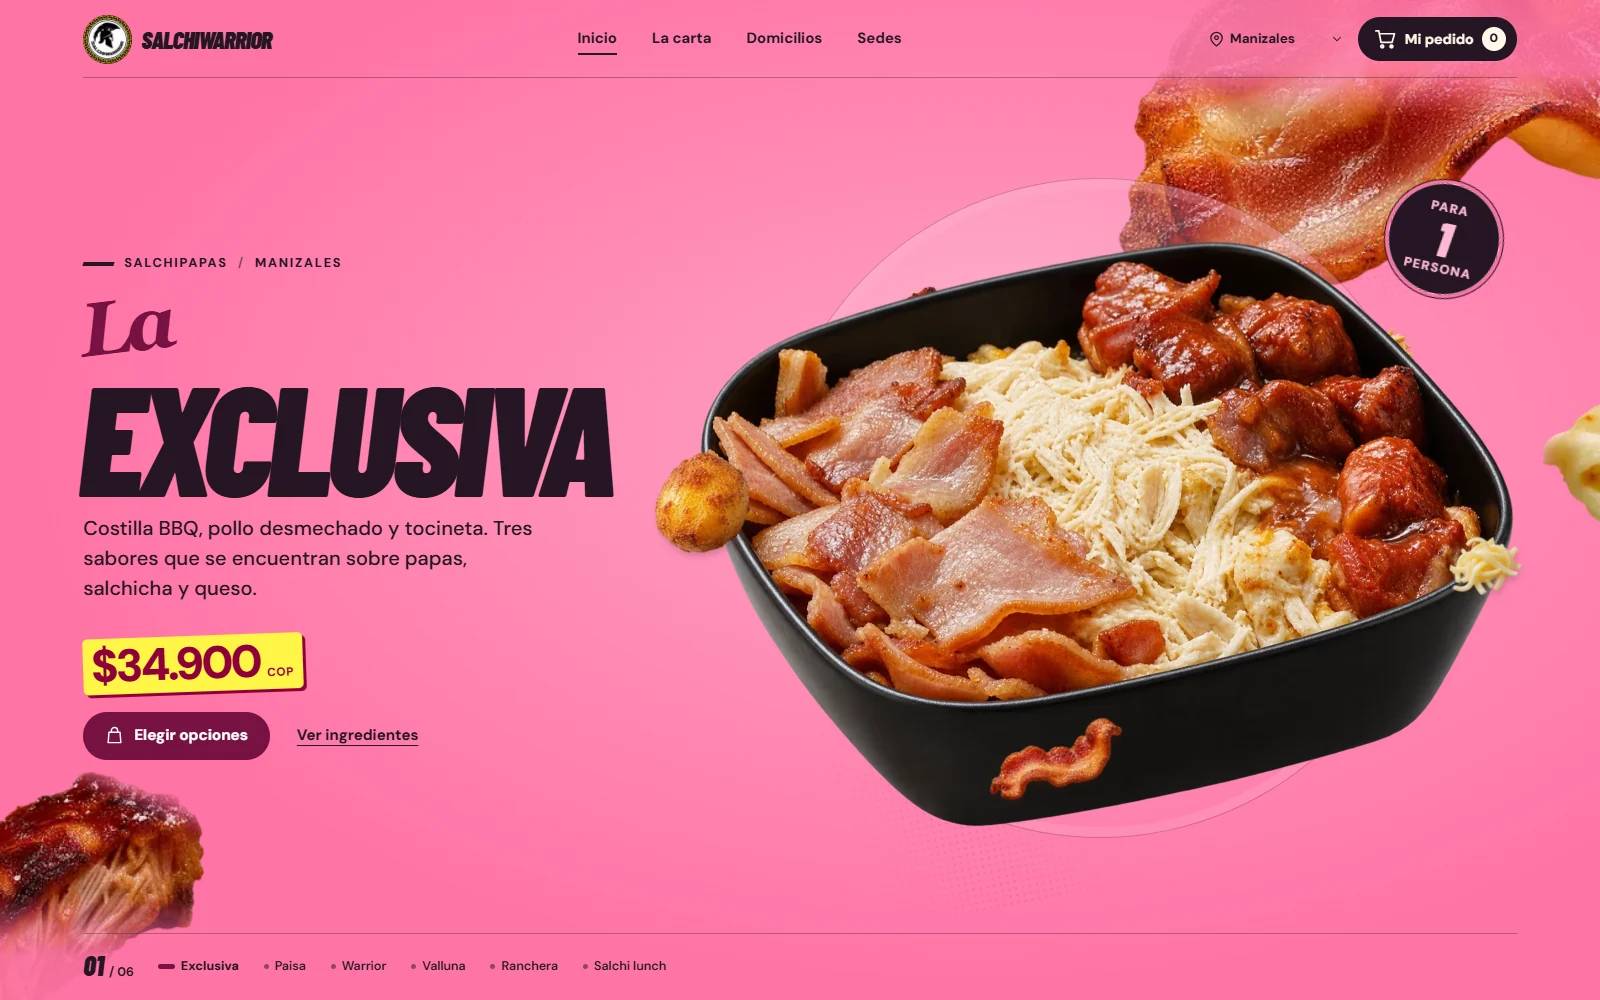 SALCHIWARRIOR
Inicio
La carta
Domicilios
Sedes
Manizales
Mi pedido 0
PARA
1
PERSONA
SALCHIPAPAS / MANIZALES
La
EXCLUSIVA
Costilla BBQ, pollo desmechado y tocineta. Tres
sabores que se encuentran sobre papas,
salchicha y queso.
$34.900 COP
Elegir opciones
Ver ingredientes
01 / 06
Exclusiva
Paisa
Warrior
Valluna
Ranchera
Salchi lunch